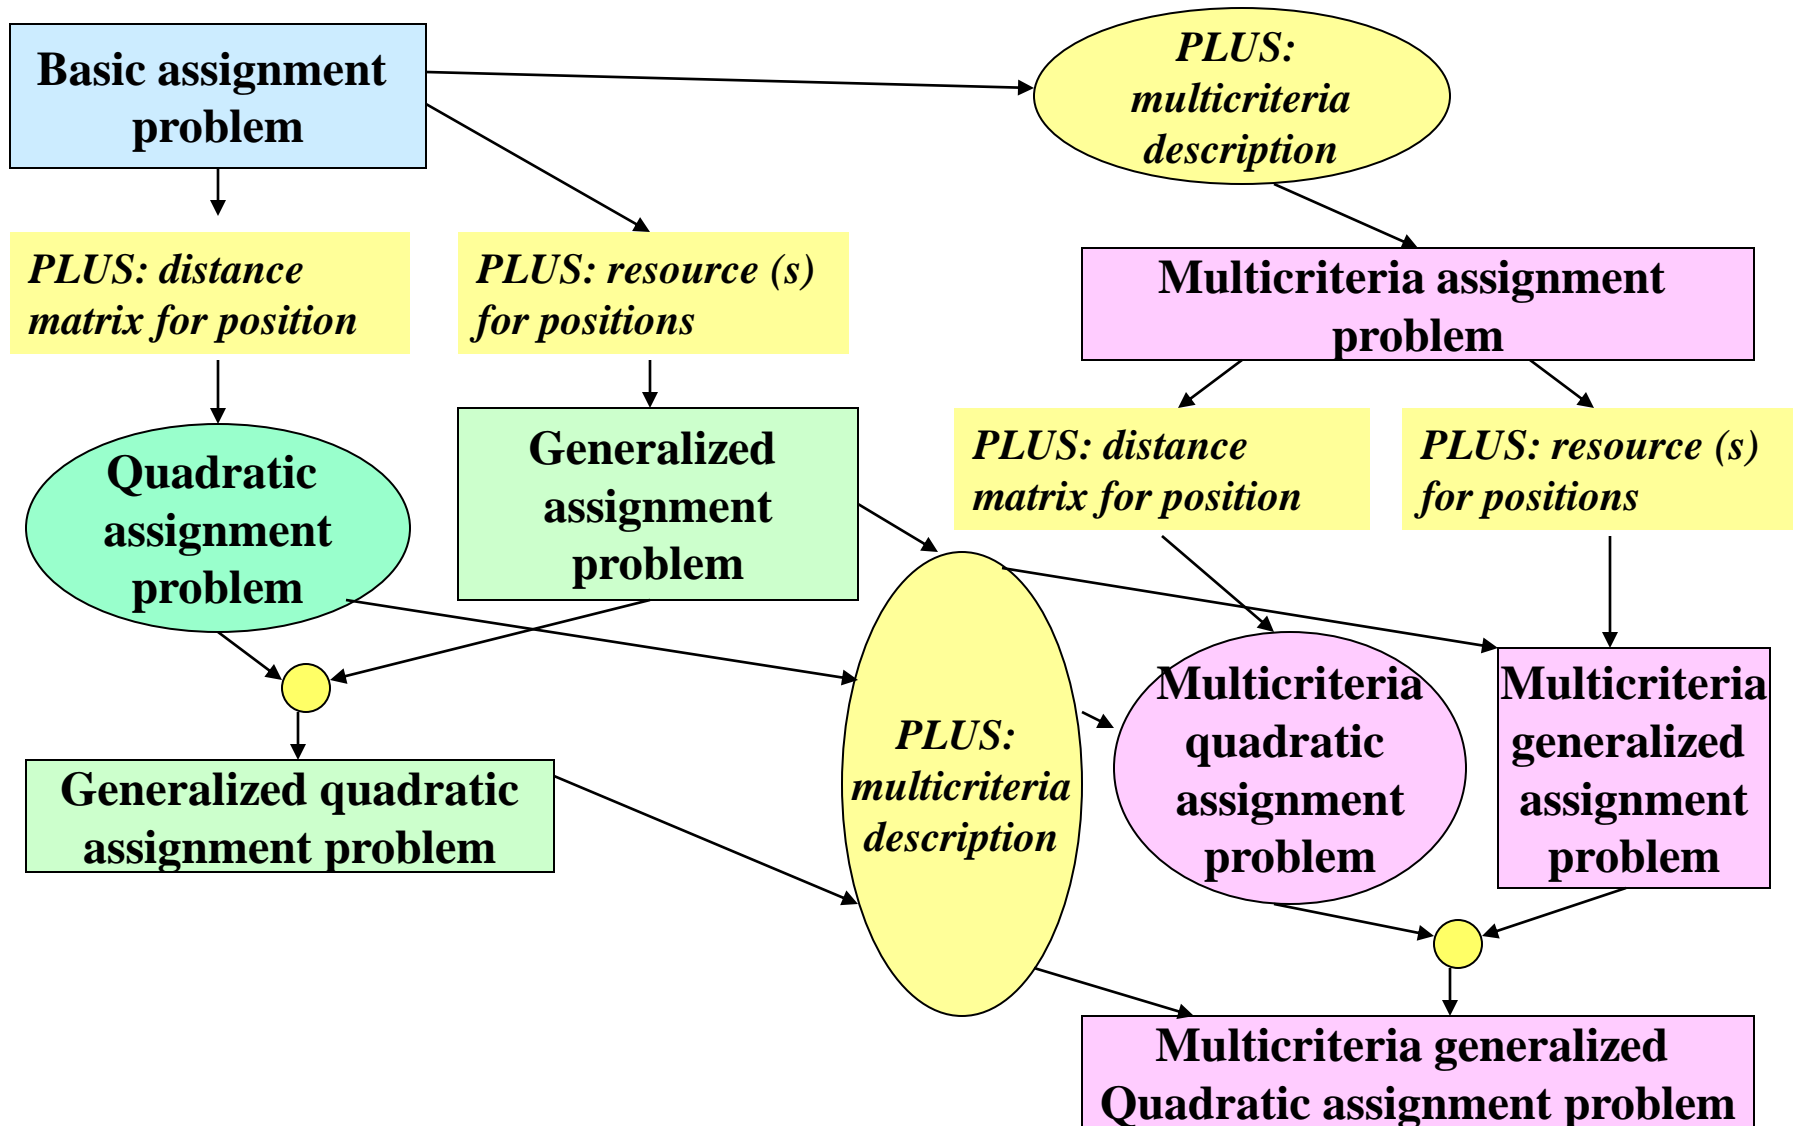 Basic assignment
problem
PLUS:
multicriteria
description
PLUS: distance
matrix for position
PLUS: resource (s)
for positions
Multicriteria assignment
problem
Quadratic
assignment
problem
Generalized
assignment
problem
PLUS: distance
matrix for position
PLUS: resource (s)
for positions
Generalized quadratic
assignment problem
PLUS:
multicriteria
description
Multicriteria
quadratic
assignment
problem
Multicriteria
generalized
assignment
problem
Multicriteria generalized
Quadratic assignment problem